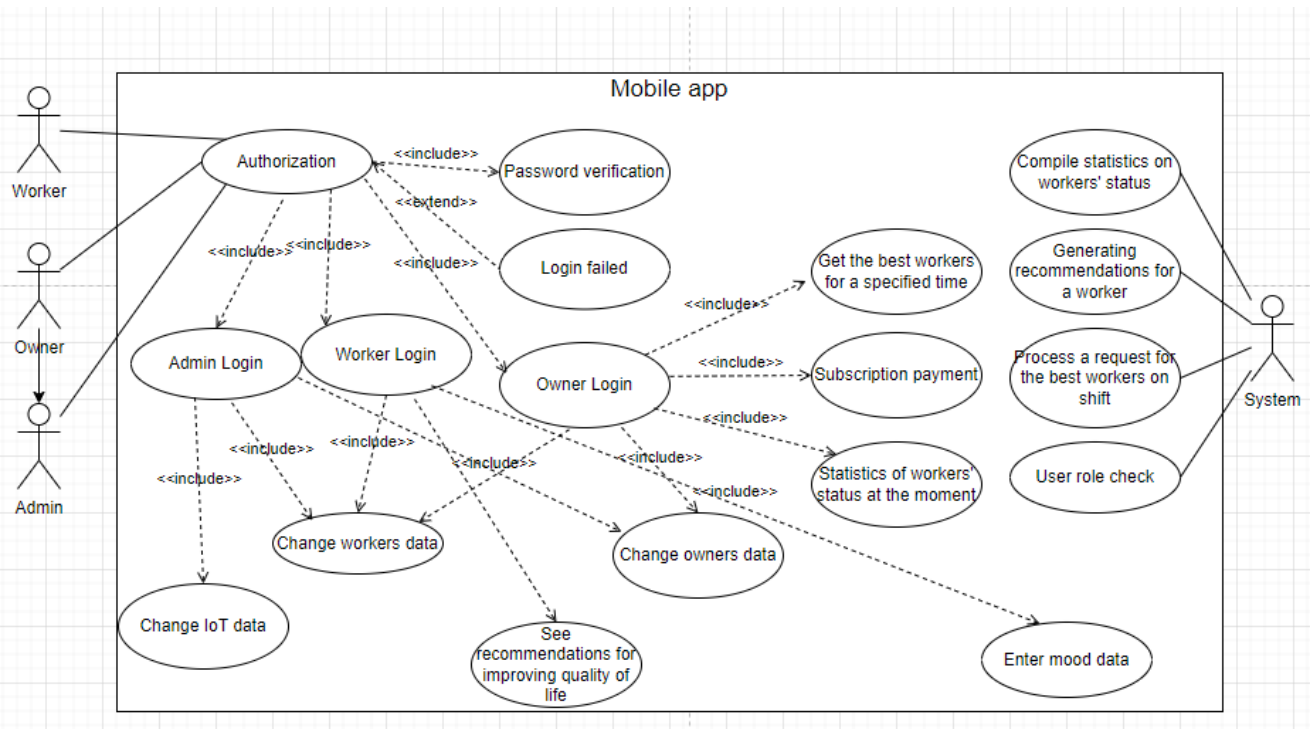 Mobile app
Worker
Authorization
<<include>>
Password verification
Compile statistics on
workers' status
<<extend>>
<<include>>
<<include>>
<<include>>
Login failed
Get the best workers
for a specified time
Generating
recommendations for
a worker
Owner
Admin Login
Worker Login
Owner Login
<<include>>
<<include>>
Subscription payment
Process a request for
the best workers on
shift
System
<<include>>
Admin
<<include>>
<<include>>
<<include>>
<<include>>
<<include>>
<<include>>
Statistics of workers'
status at the moment
User role check
Change workers data
Change owners data
Change IoT data
See
recommendations for
improving quality of
life
Enter mood data